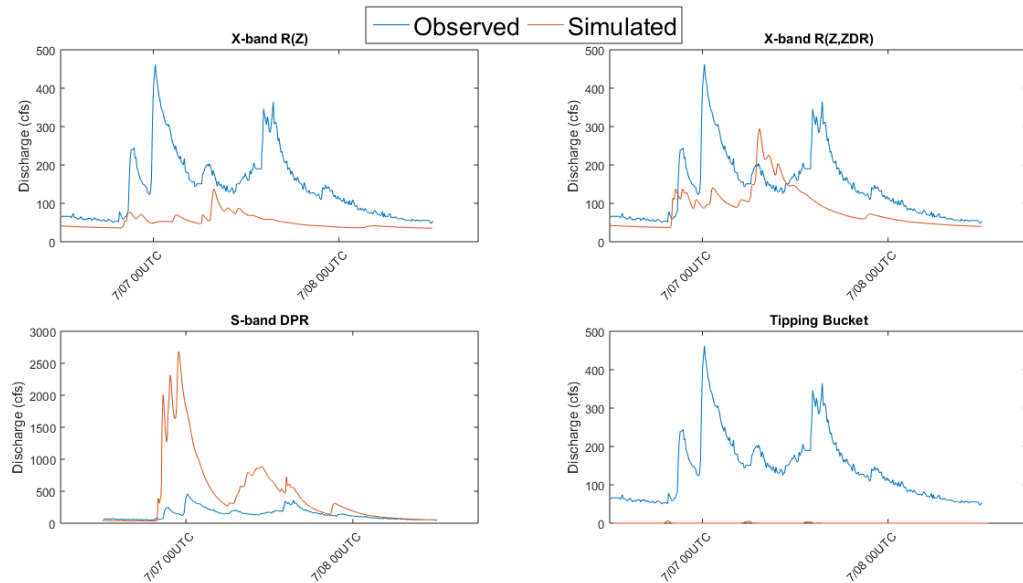 Observed Simulated
X-band R(Z)
500
400
300
200
100
0
Discharge (cfs)
7/07 00UTC
7/08 00UTC
X-band R(Z,ZDR)
500
400
300
200
100
0
Discharge (cfs)
7/07 00UTC
7/08 00UTC
S-band DPR
3000
2500
2000
1500
1000
500
0
Discharge (cfs)
7/07 00UTC
7/08 00UTC
Tipping Bucket
500
400
300
200
100
0
Discharge (cfs)
7/07 00UTC
7/08 00UTC